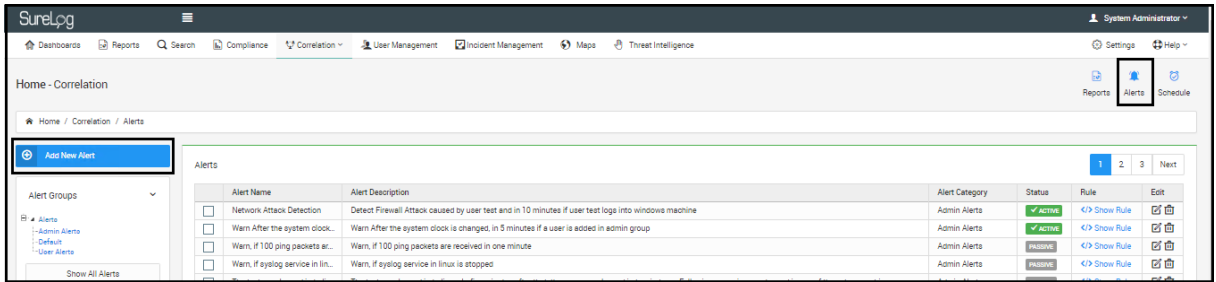 SureLog
System Administrator
Dashboards Reports Search Compliance Correlation User Management Incident Management Maps Threat Intelligence Settings Help
Home - Correlation
Reports Alerts Schedule
Home / Correlation / Alerts
Add New Alert
Alerts
1 2 3 Next
Alert Groups
Alerts
Admin Alerts
Default
User Alerts
Show All Alerts
Alert Name Alert Description Alert Category Status Rule Edit
Network Attack Detection Detect Firewall Attack caused by user test and in 10 minutes if user test logs into windows machine Admin Alerts ACTIVE </> Show Rule
Warn After the system clock... Warn After the system clock is changed, in 5 minutes if a user is added in admin group Admin Alerts ACTIVE </> Show Rule
Warn, if 100 ping packets ar... Warn, if 100 ping packets are received in one minute Admin Alerts PASSIVE </> Show Rule
Warn, if syslog service in lin... Warn, if syslog service in linux is stopped Admin Alerts PASSIVE </> Show Rule